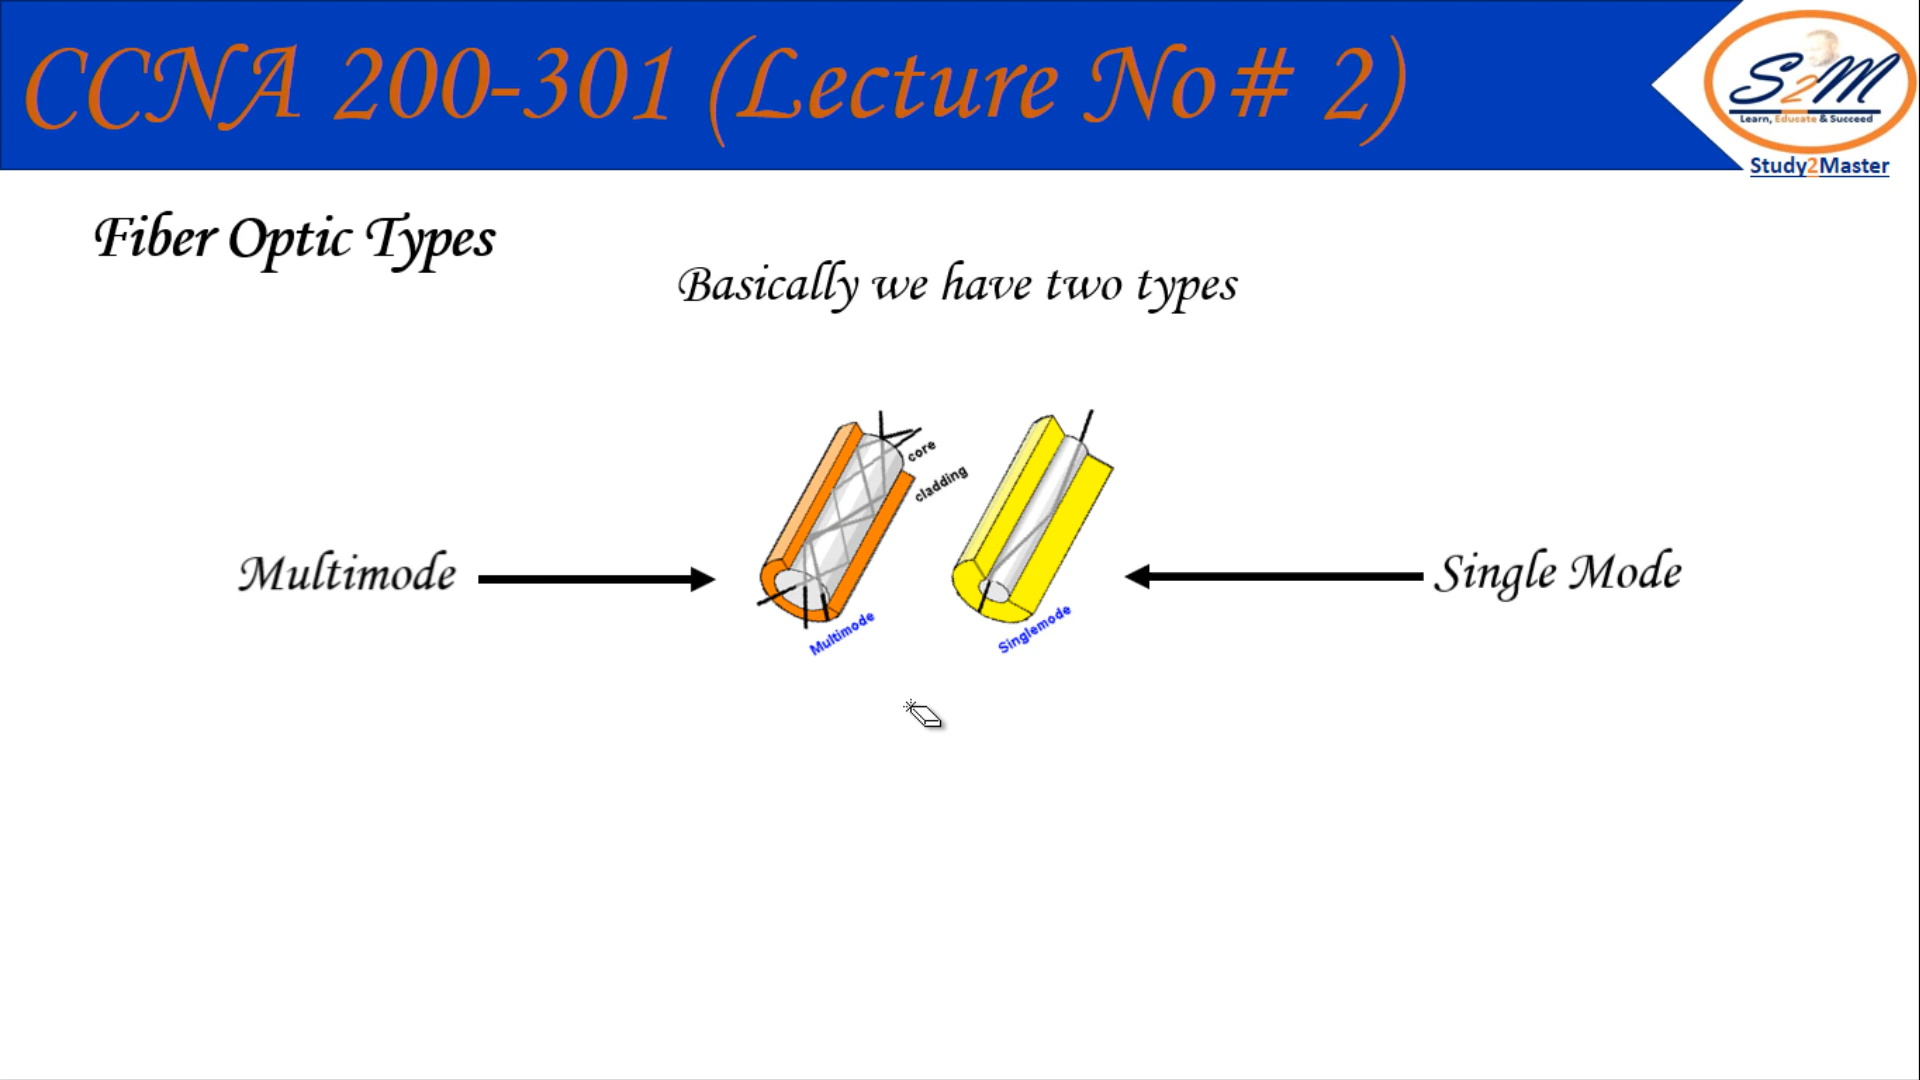 CCNA 200-301 (Lecture No# 2)
S2M
Learn, Educate & Succeed
Study2Master
Fiber Optic Types
Basically we have two types
core
cladding
Multimode
Single Mode
Multimode
Singlemode